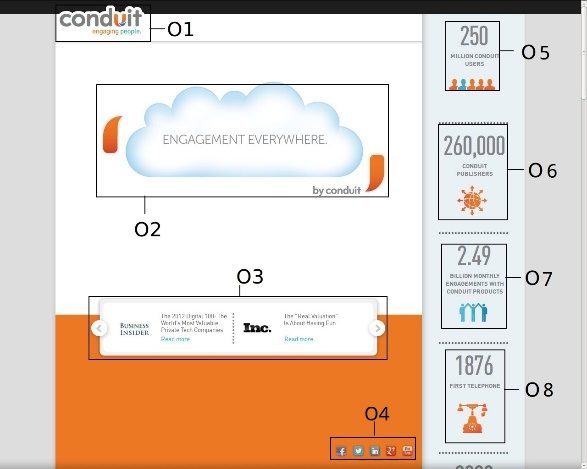 conduit
engaging people.
O1
ENGAGEMENT EVERYWHERE.
by conduit
O2
O3
BUSINESS
INSIDER
The 2012 Digital 100: The
World's Most Valuable
Private Tech Companies
Read more
Inc.
The "Real Valuation"
Is About Having Fun
Read more
O4
250
MILLION CONDUIT
USERS
O5
260,000
CONDUIT
PUBLISHERS
O6
2.49
BILLION MONTHLY
ENGAGEMENTS WITH
CONDUIT PRODUCTS
O7
1876
FIRST TELEPHONE
O8